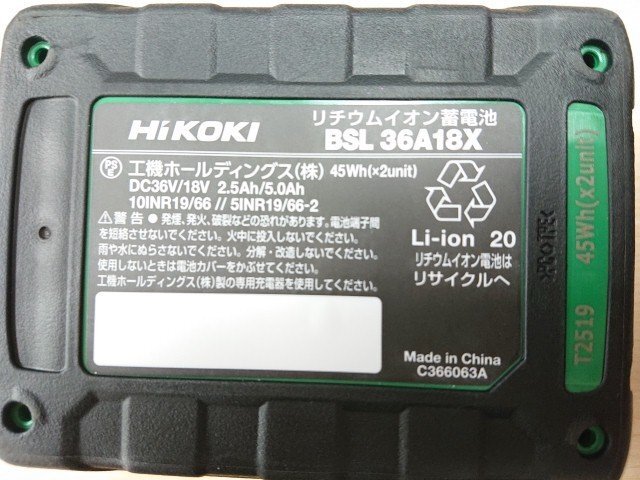 HiKOKI
リチウムイオン蓄電池
BSL 36A18X
PS
E
工機ホールディングス(株) 45Wh(×2unit)
DC36V/18V 2.5Ah/5.0Ah
10INR19/66 // 5INR19/66-2
⚠警告 ● 発煙、発火、破裂などの恐れがあります。電池端子間
を短絡させないでください。火中に投入しないでください。
雨や水にぬらさないでください。分解・改造しないでください。
使用しないときは電池カバーをかぶせてください。
工機ホールディングス(株)製の専用充電器を使用してください。
Li-ion 20
リチウムイオン電池は
リサイクルへ
Made in China
C366063A
T2519 45Wh(×2unit)